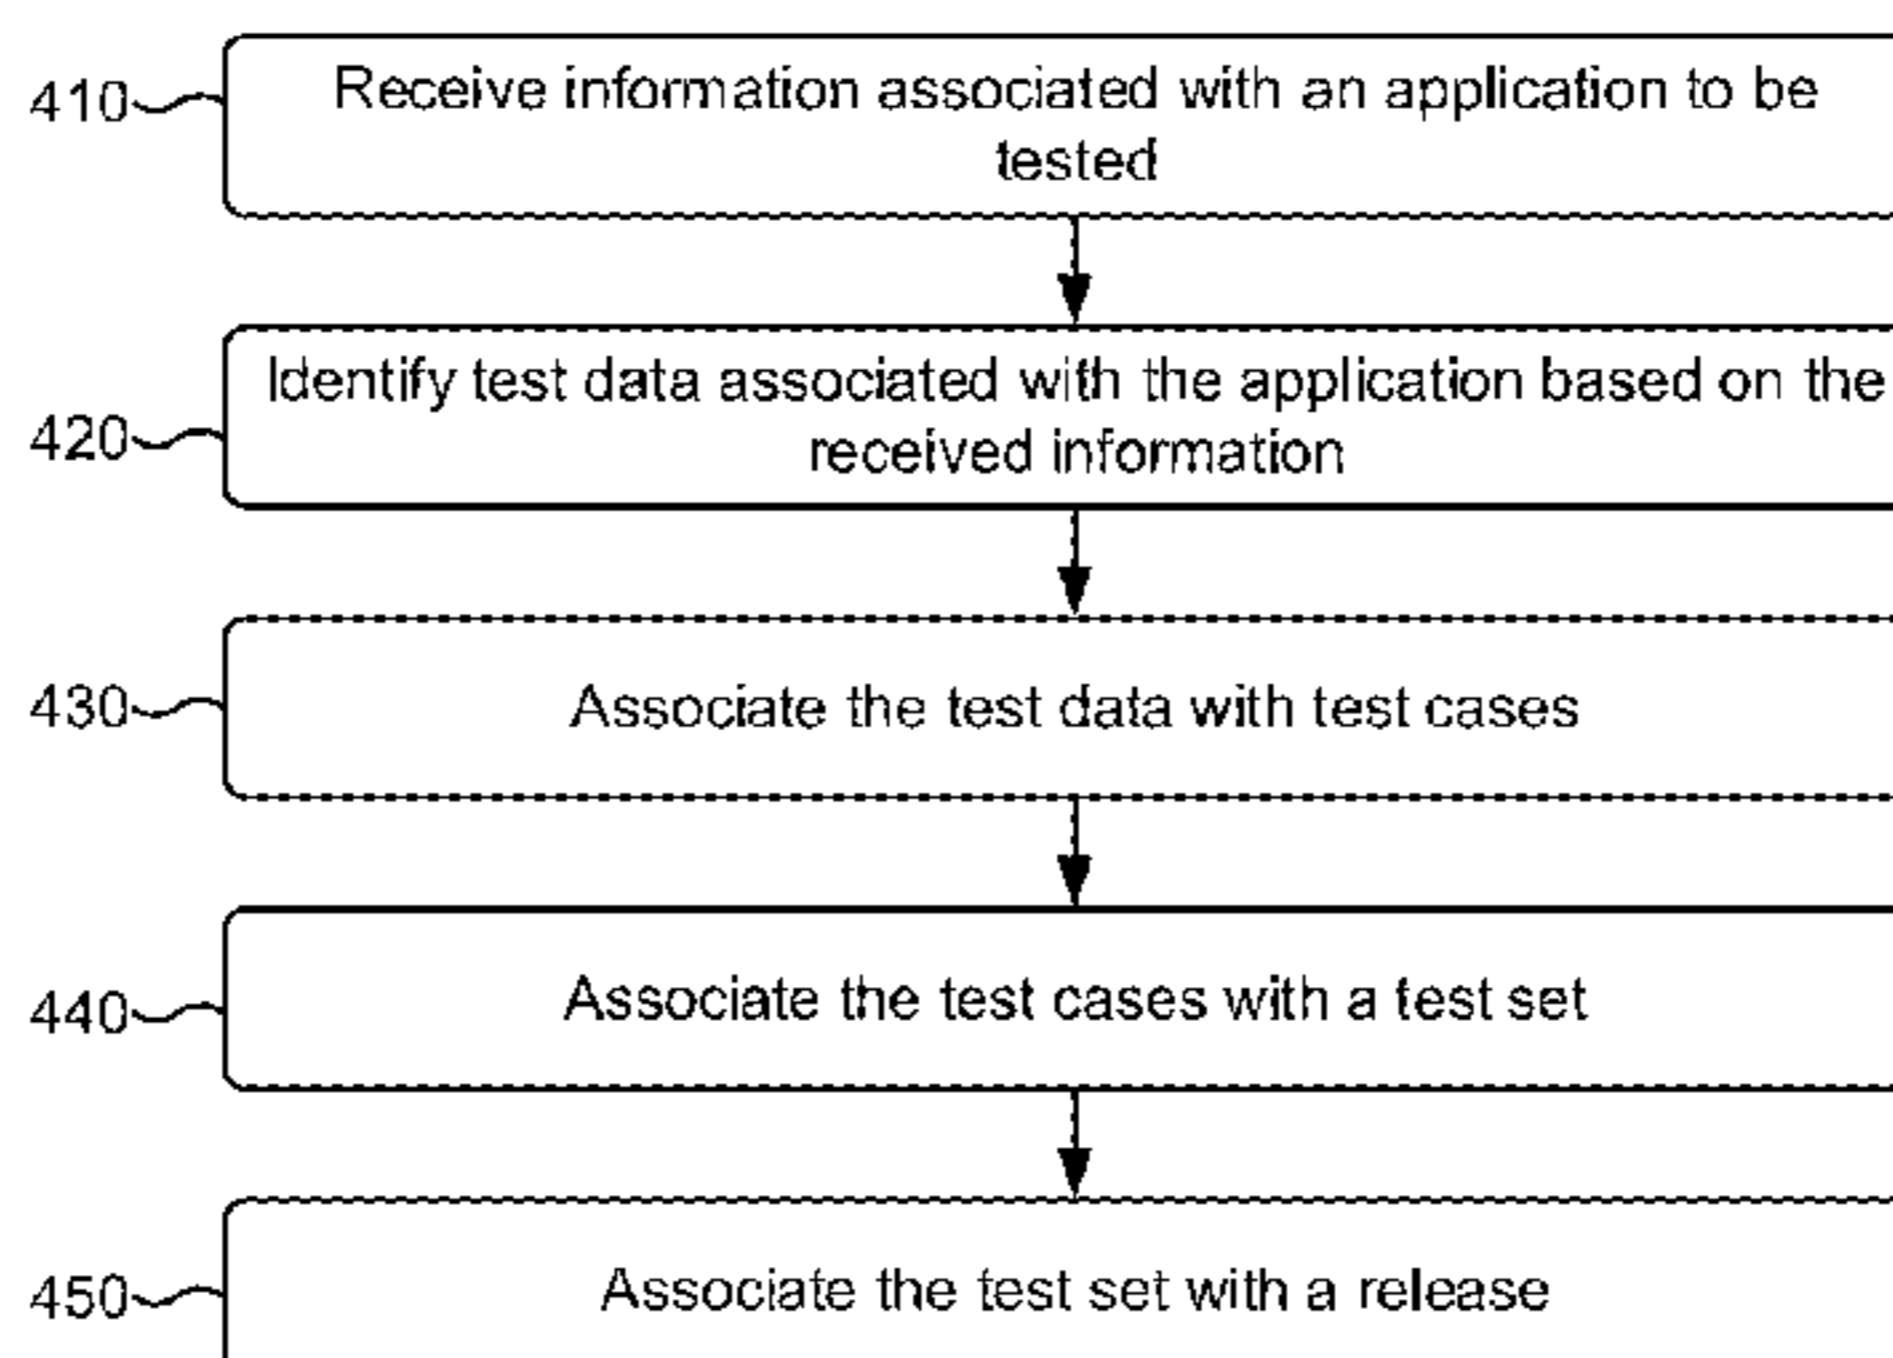 410
Receive information associated with an application to be
tested
Identify test data associated with the application based on the
420
received information
430
Associate the test data with test cases
440
Associate the test cases with a test set
450
Associate the test set with a release